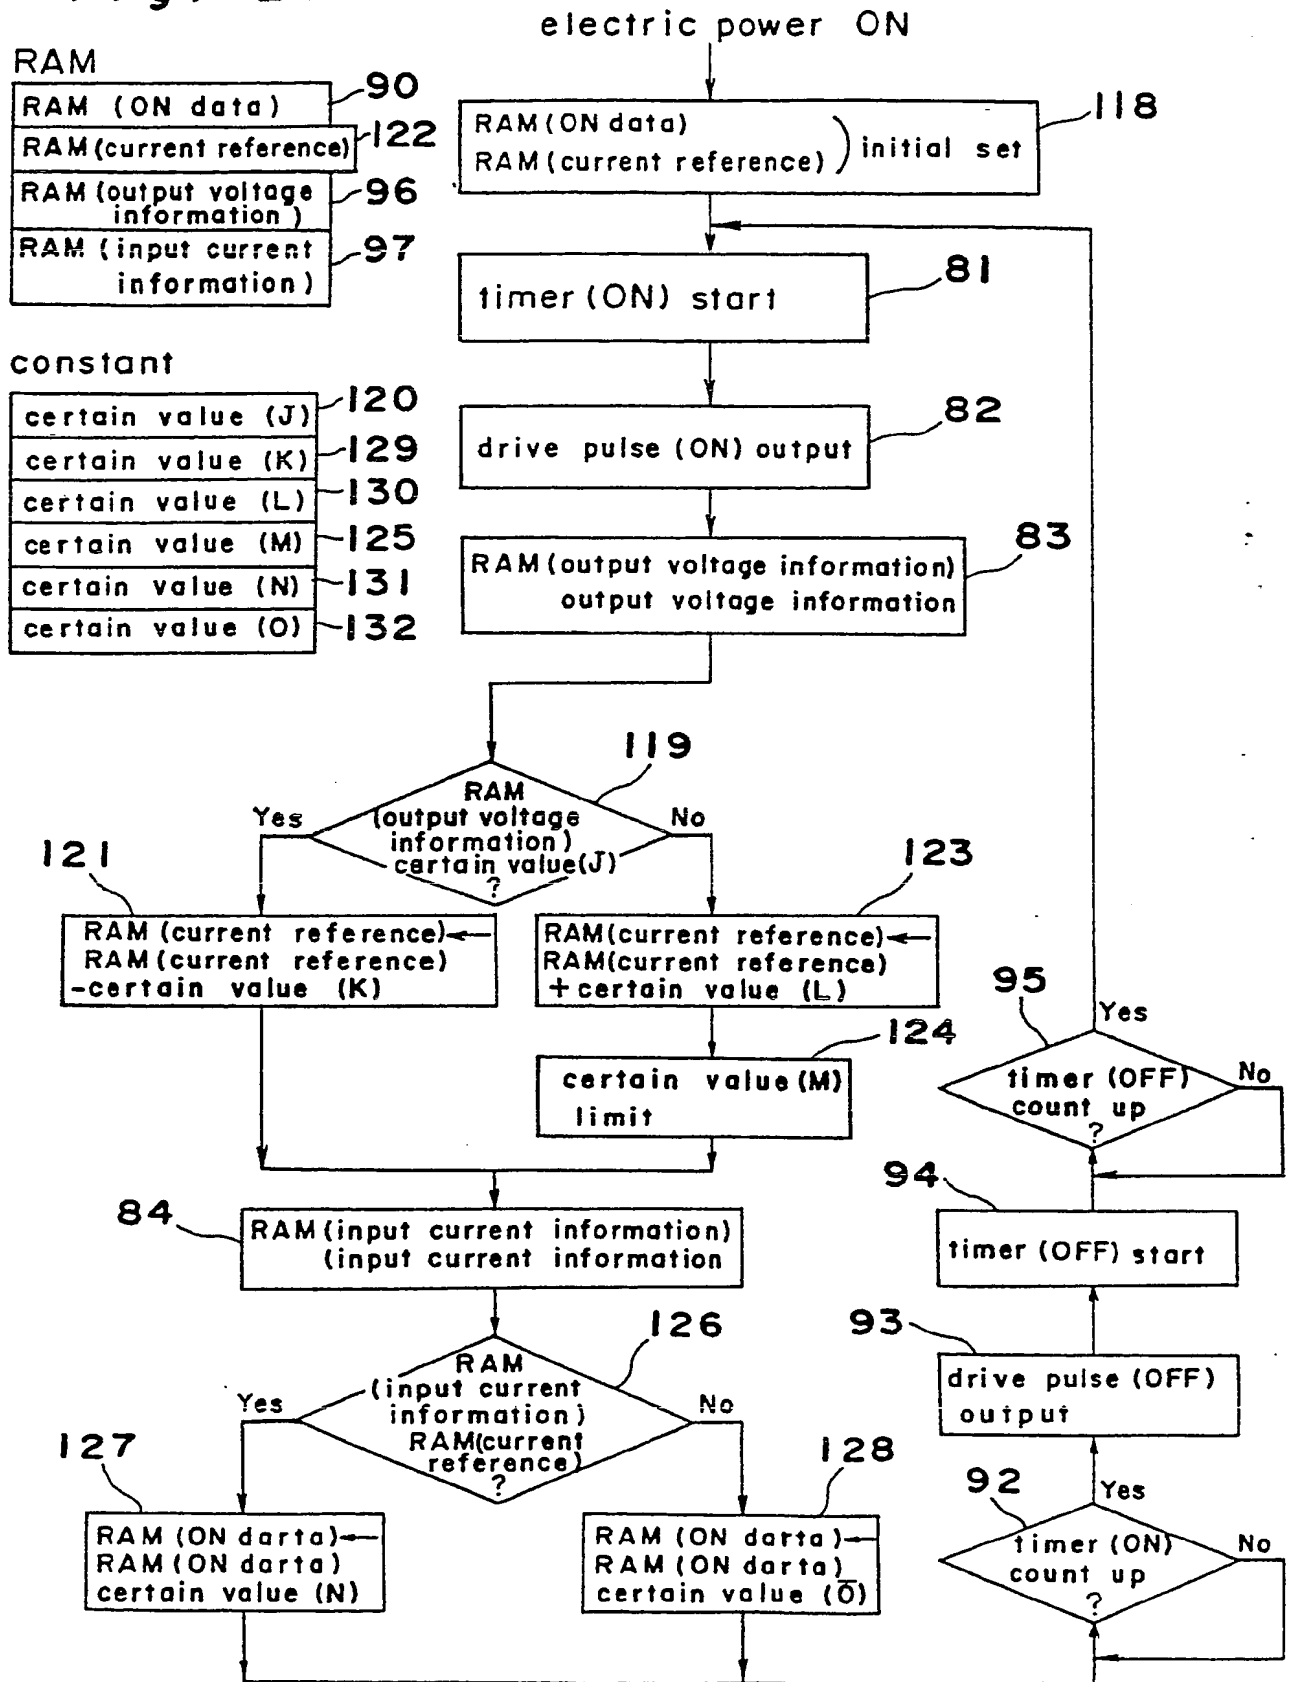 electric power ON
RAM
RAM (ON data)
90
RAM(current reference)
122
RAM(output voltage
information)
96
RAM (input current
information)
97
constant
certain value (J)
120
certain value (K)
129
certain value (L)
130
certain value (M)
125
certain value (N)
131
certain value (O)
132
RAM(ON data)
RAM(current reference)
) initial set
118
timer (ON) start
81
drive pulse (ON) output
82
RAM(output voltage information)
output voltage information
83
RAM
(output voltage
information)
certain value(J)
?
119
Yes
No
121
RAM (current reference)←
RAM(current reference)
-certain value (K)
123
RAM(current reference)←
RAM(current reference)
+certain value (L)
124
certain value(M)
limit
84
RAM(input current information)
(input current information
126
RAM
(input current
information)
RAM(current
reference)
?
Yes
No
127
RAM (ON darta)←
RAM (ON darta)
certain value (N)
128
RAM (ON darta)←
RAM (ON darta)
certain value (O̅)
95
Yes
timer (OFF)
count up
?
No
94
timer (OFF) start
93
drive pulse (OFF)
output
92
Yes
timer (ON)
count up
?
No